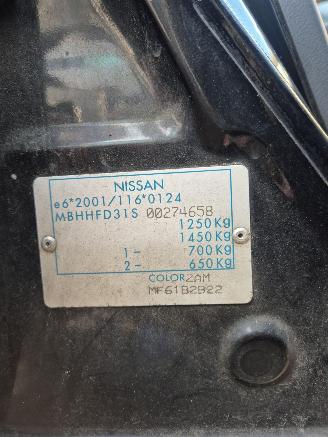 NISSAN
e6*2001/116*0124
MBHHFD31S 00274658
1250Kg
1450Kg
1- 700Kg
2- 650Kg
COLOR ZAM
MF61B2B22